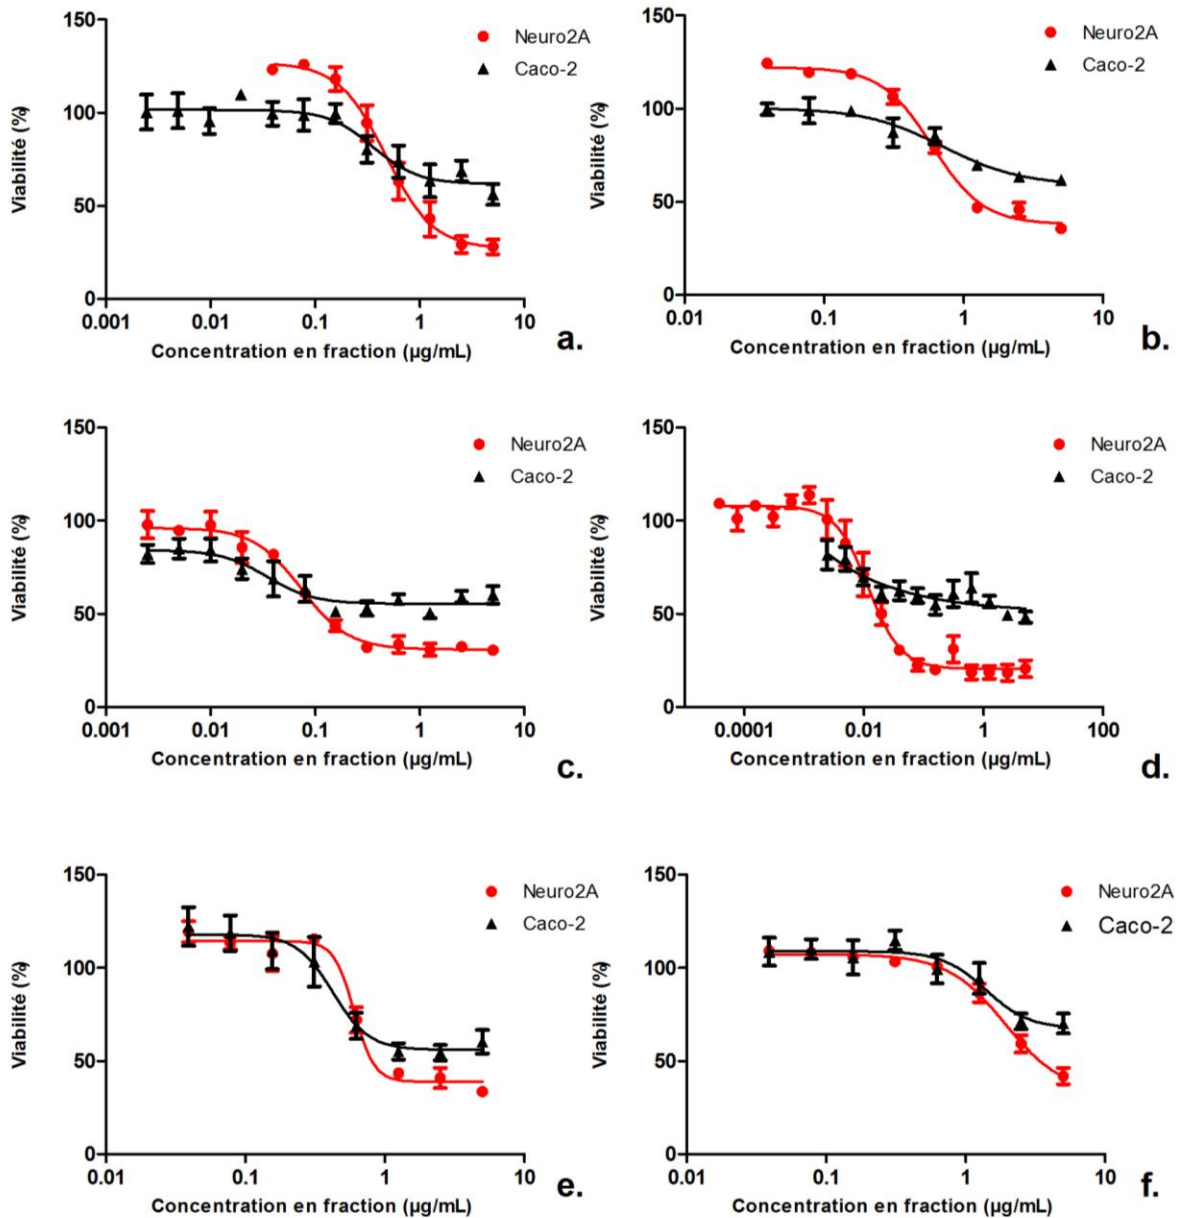 150
100
50
0
Viabilité (%)
0.001 0.01 0.1 1 10
Concentration en fraction (µg/mL)
Neuro2A
Caco-2
a.
150
100
50
0
Viabilité (%)
0.01 0.1 1 10
Concentration en fraction (µg/mL)
Neuro2A
Caco-2
b.
150
100
50
0
Viabilité (%)
0.001 0.01 0.1 1 10
Concentration en fraction (µg/mL)
Neuro2A
Caco-2
c.
150
100
50
0
Viabilité (%)
0.0001 0.01 1 100
Concentration en fraction (µg/mL)
Neuro2A
Caco-2
d.
150
100
50
0
Viabilité (%)
0.01 0.1 1 10
Concentration en fraction (µg/mL)
Neuro2A
Caco-2
e.
150
100
50
0
Viabilité (%)
0.01 0.1 1 10
Concentration en fraction (µg/mL)
Neuro2A
Caco-2
f.